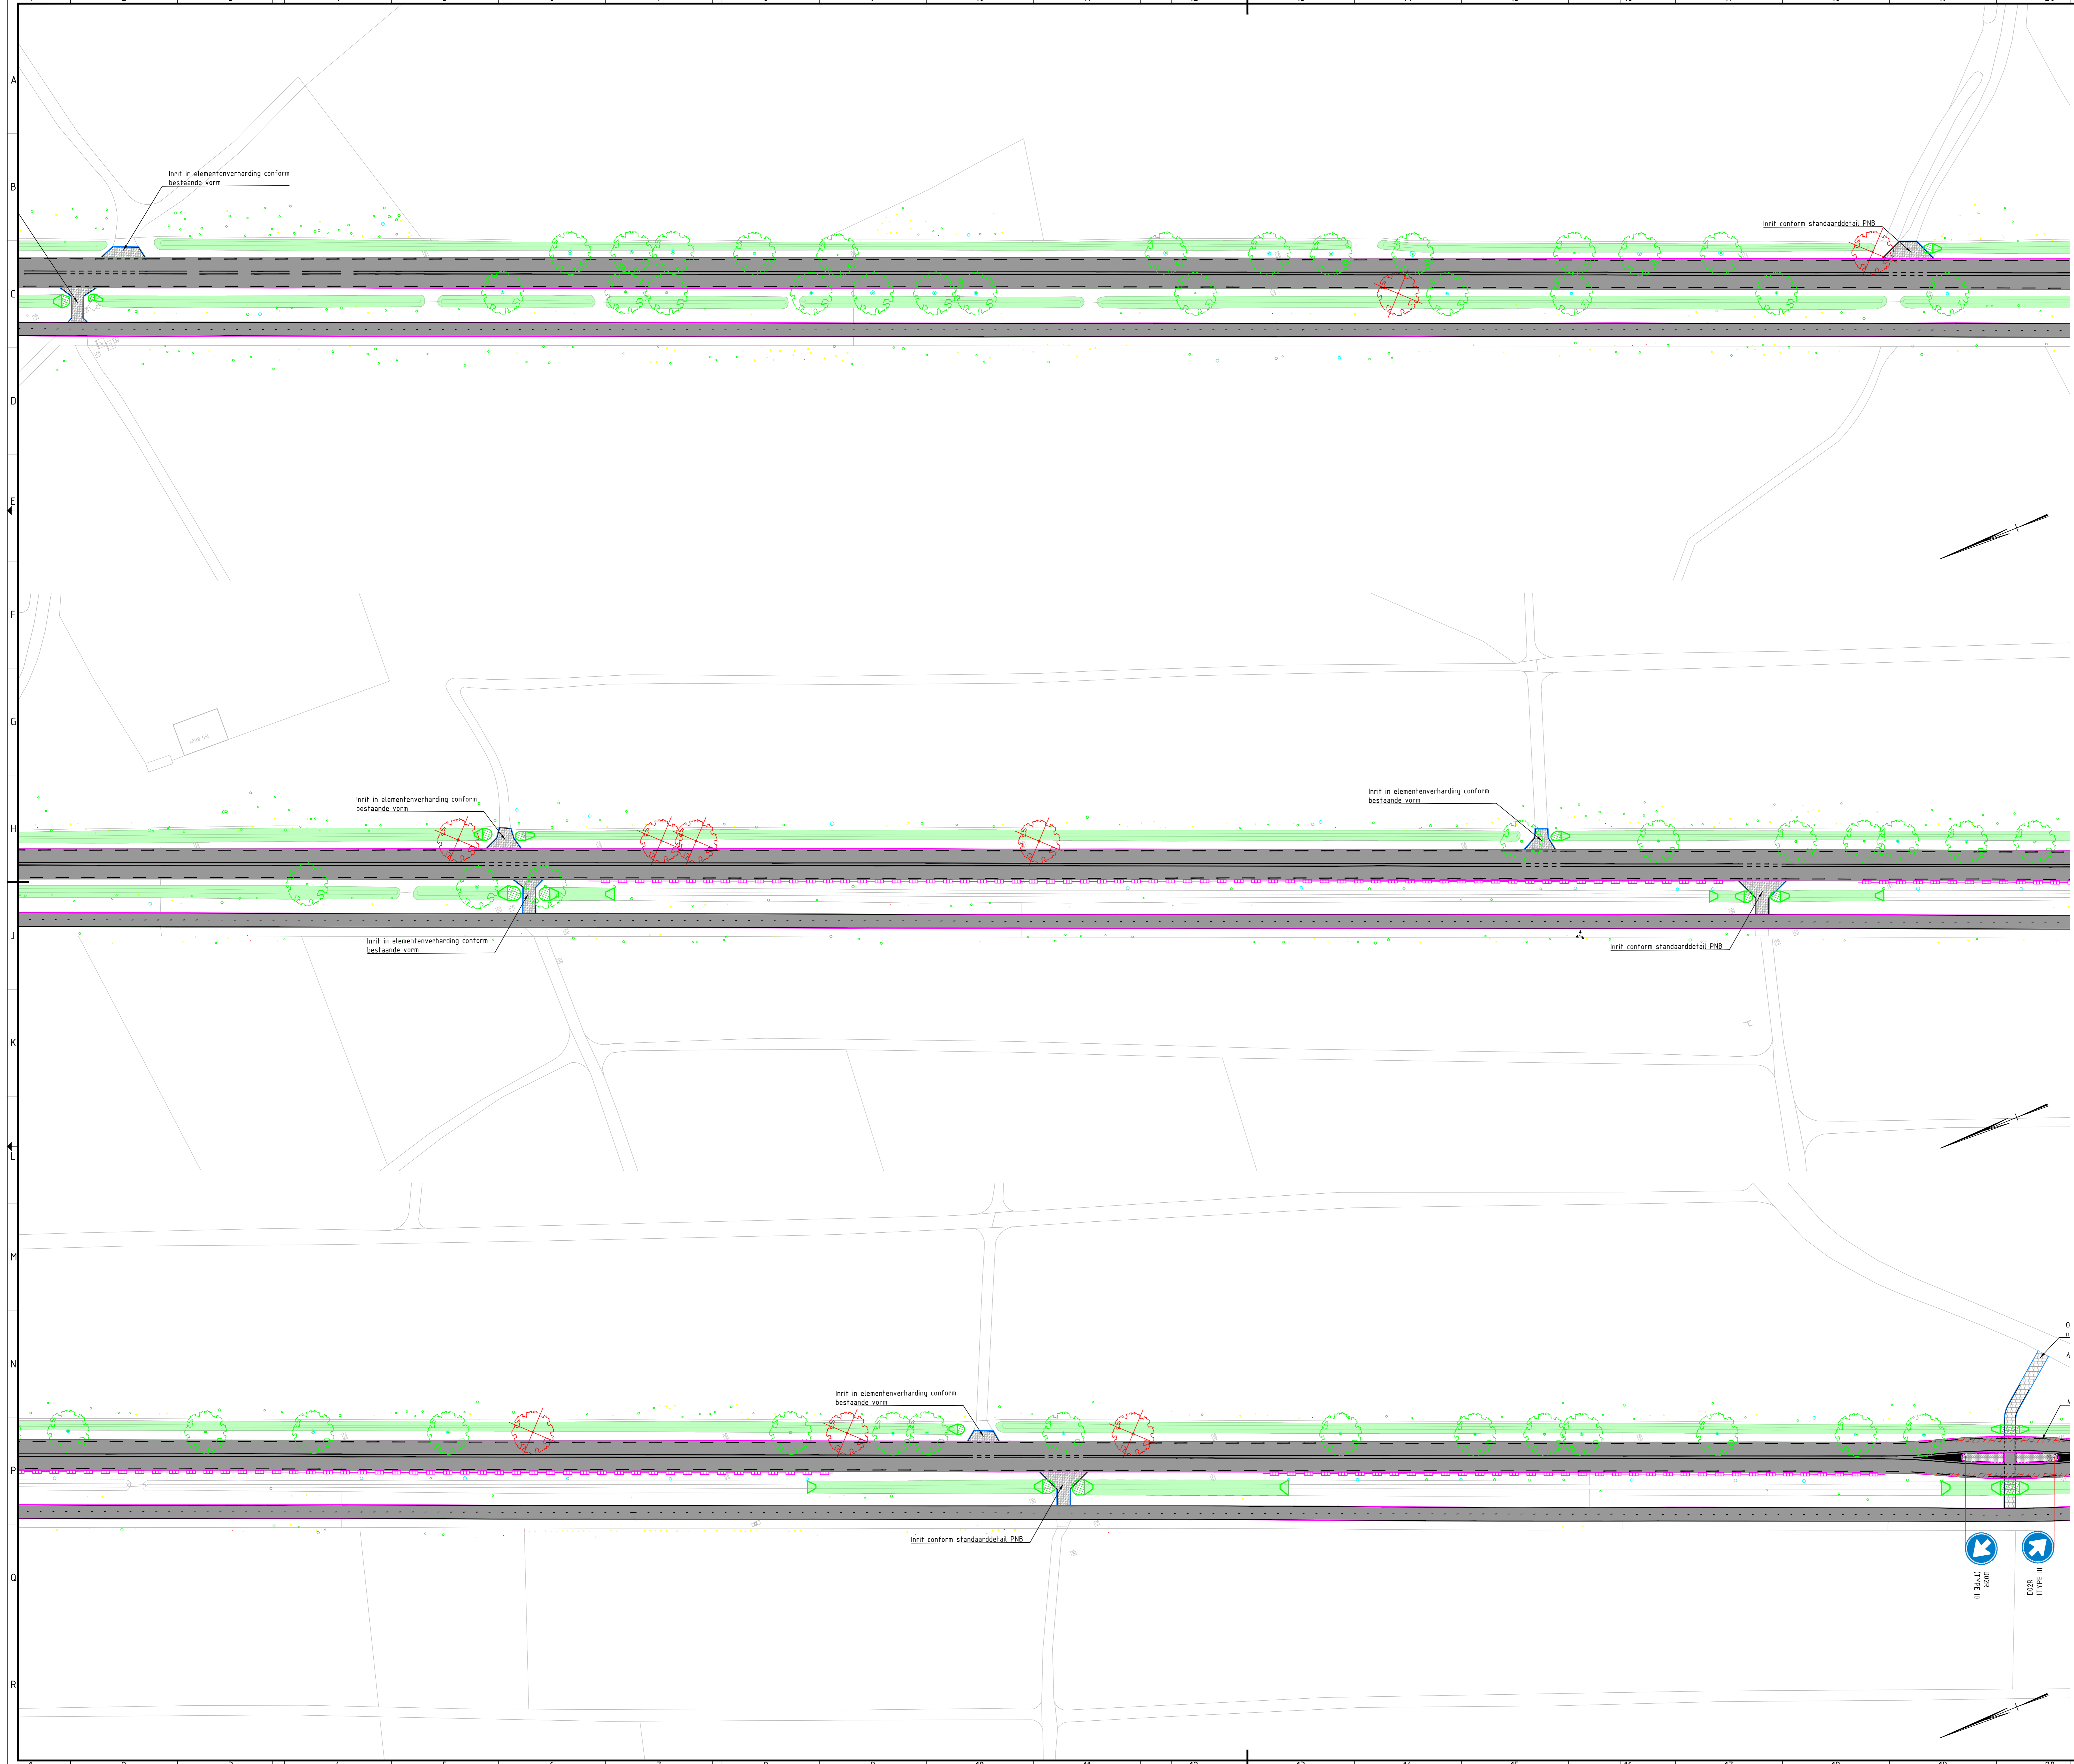 A
B
C
D
E
F
G
H
J
K
L
M
N
P
Q
R
Inrit in elementenverharding conform
bestaande vorm
Inrit conform standaarddetail PNB
Inrit in elementenverharding conform
bestaande vorm
Inrit in elementenverharding conform
bestaande vorm
Inrit in elementenverharding conform
bestaande vorm
Inrit conform standaarddetail PNB
Inrit in elementenverharding conform
bestaande vorm
Inrit conform standaarddetail PNB
D02R
(TYPE II)
D02R
(TYPE II)